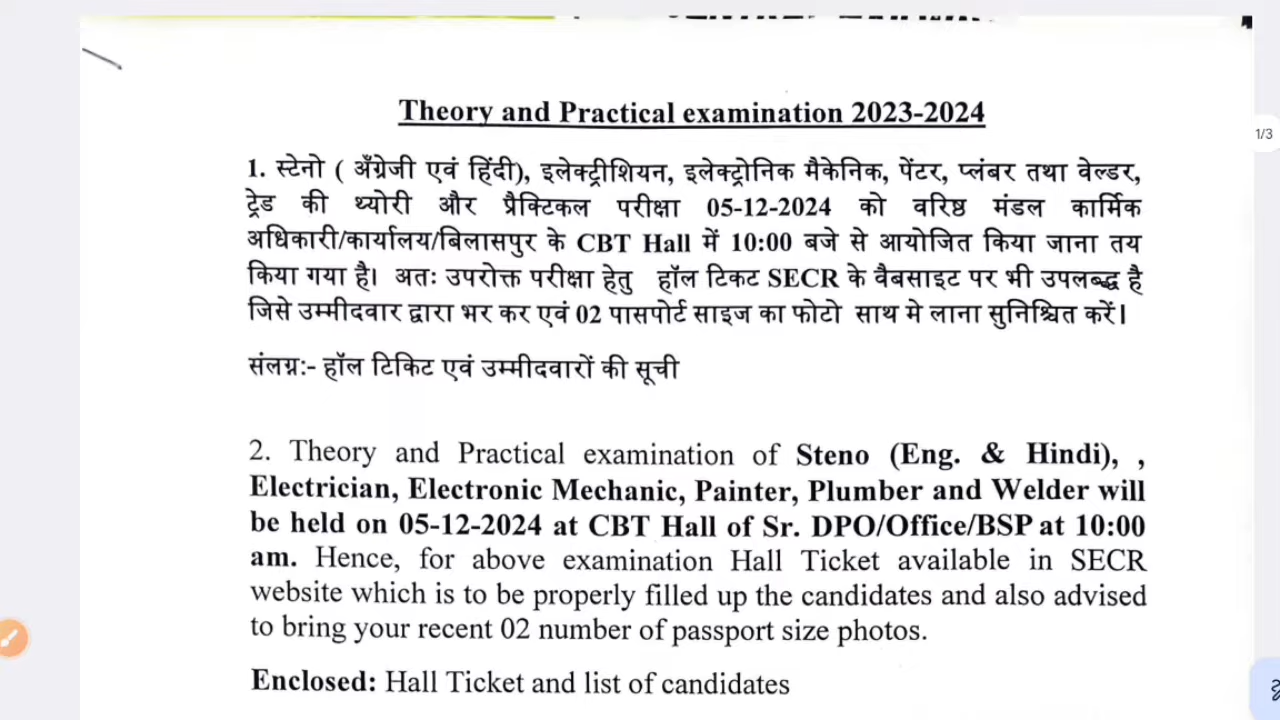 Theory and Practical examination 2023-2024
1. स्टेनो ( अँग्रेजी एवं हिंदी), इलेक्ट्रीशियन, इलेक्ट्रोनिक मैकेनिक, पेंटर, प्लंबर तथा वेल्डर,
ट्रेड की थ्योरी और प्रैक्टिकल परीक्षा 05-12-2024 को वरिष्ठ मंडल कार्मिक
अधिकारी/कार्यालय/बिलासपुर के CBT Hall में 10:00 बजे से आयोजित किया जाना तय
किया गया है। अतः उपरोक्त परीक्षा हेतु हॉल टिकट SECR के वैबसाइट पर भी उपलब्द्ध है
जिसे उम्मीदवार द्वारा भर कर एवं 02 पासपोर्ट साइज का फोटो साथ मे लाना सुनिश्चित करें।
संलग्नः- हॉल टिकिट एवं उम्मीदवारों की सूची
2. Theory and Practical examination of Steno (Eng. & Hindi), ,
Electrician, Electronic Mechanic, Painter, Plumber and Welder will
be held on 05-12-2024 at CBT Hall of Sr. DPO/Office/BSP at 10:00
am. Hence, for above examination Hall Ticket available in SECR
website which is to be properly filled up the candidates and also advised
to bring your recent 02 number of passport size photos.
Enclosed: Hall Ticket and list of candidates
1/3